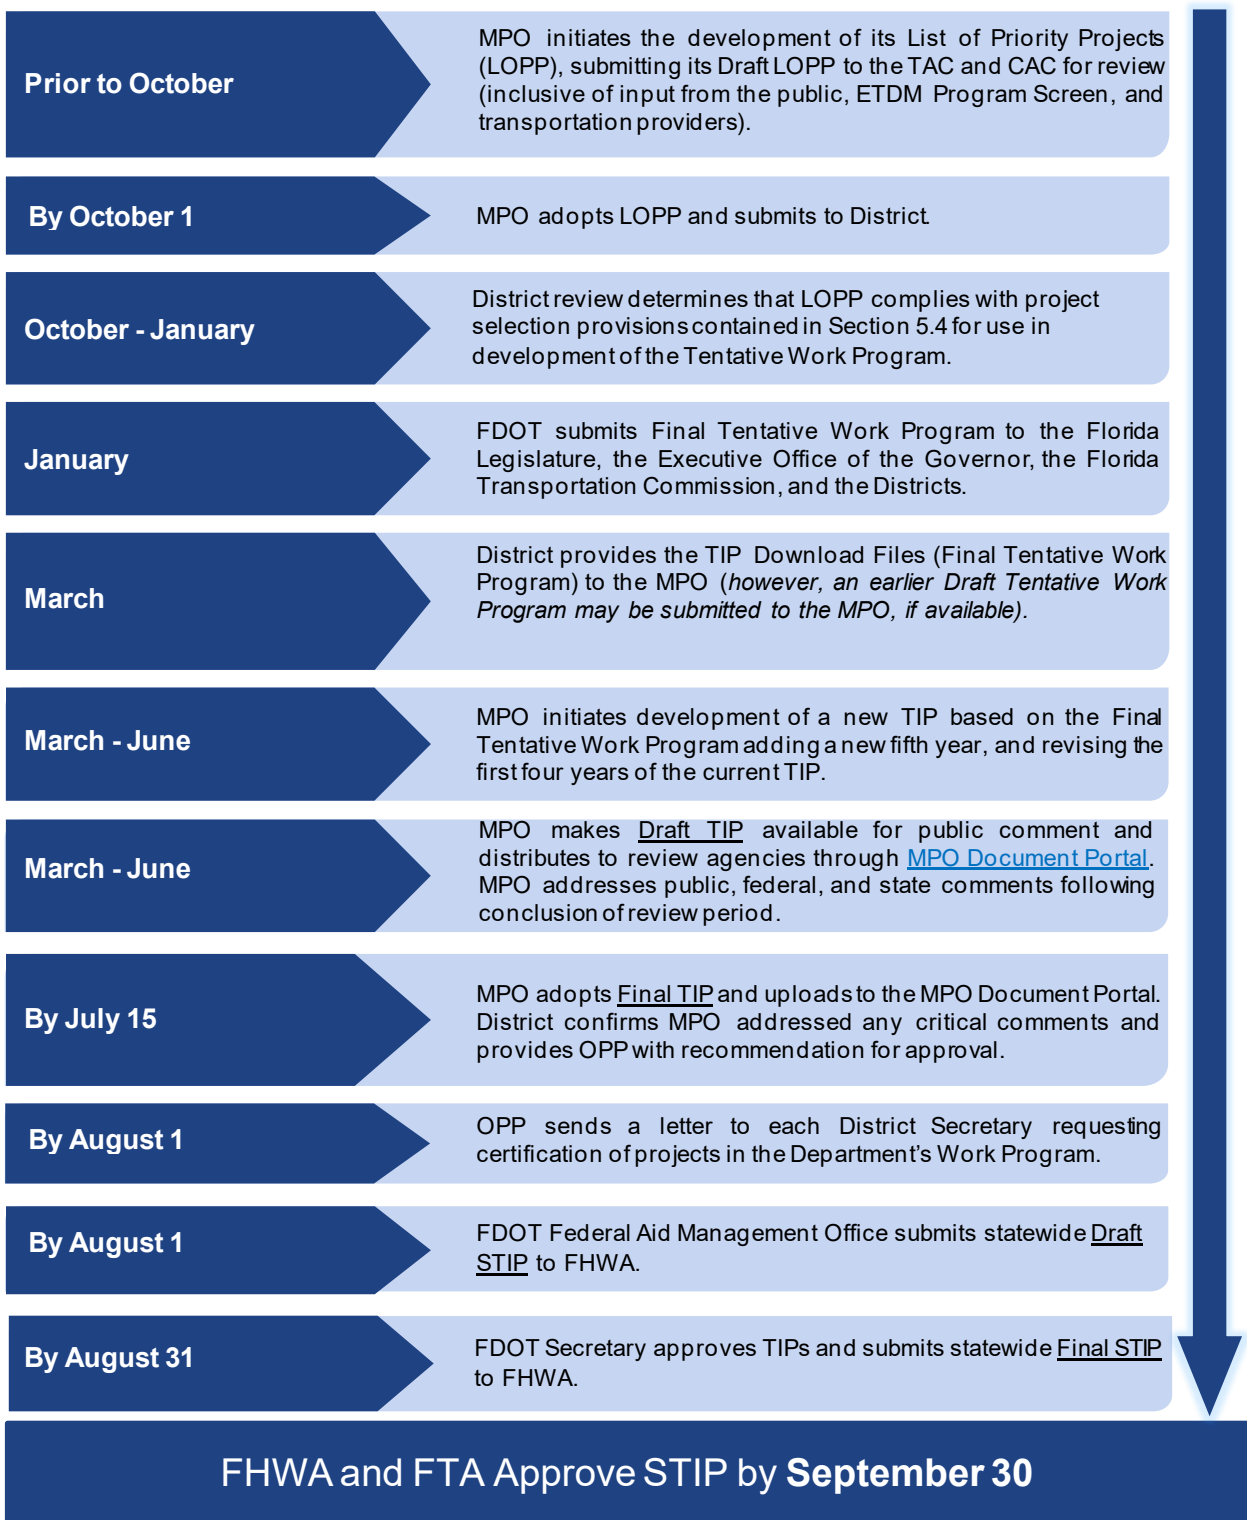 Prior to October
MPO initiates the development of its List of Priority Projects
(LOPP), submitting its Draft LOPP to the TAC and CAC for review
(inclusive of input from the public, ETDM Program Screen, and
transportation providers).
By October 1
MPO adopts LOPP and submits to District.
October - January
District review determines that LOPP complies with project
selection provisions contained in Section 5.4 for use in
development of the Tentative Work Program.
January
FDOT submits Final Tentative Work Program to the Florida
Legislature, the Executive Office of the Governor, the Florida
Transportation Commission, and the Districts.
March
District provides the TIP Download Files (Final Tentative Work
Program) to the MPO (however, an earlier Draft Tentative Work
Program may be submitted to the MPO, if available).
March - June
MPO initiates development of a new TIP based on the Final
Tentative Work Program adding a new fifth year, and revising the
first four years of the current TIP.
March - June
MPO makes Draft TIP available for public comment and
distributes to review agencies through MPO Document Portal.
MPO addresses public, federal, and state comments following
conclusion of review period.
By July 15
MPO adopts Final TIP and uploads to the MPO Document Portal.
District confirms MPO addressed any critical comments and
provides OPP with recommendation for approval.
By August 1
OPP sends a letter to each District Secretary requesting
certification of projects in the Department's Work Program.
By August 1
FDOT Federal Aid Management Office submits statewide Draft
STIP to FHWA.
By August 31
FDOT Secretary approves TIPs and submits statewide Final STIP
to FHWA.
FHWA and FTA Approve STIP by September 30